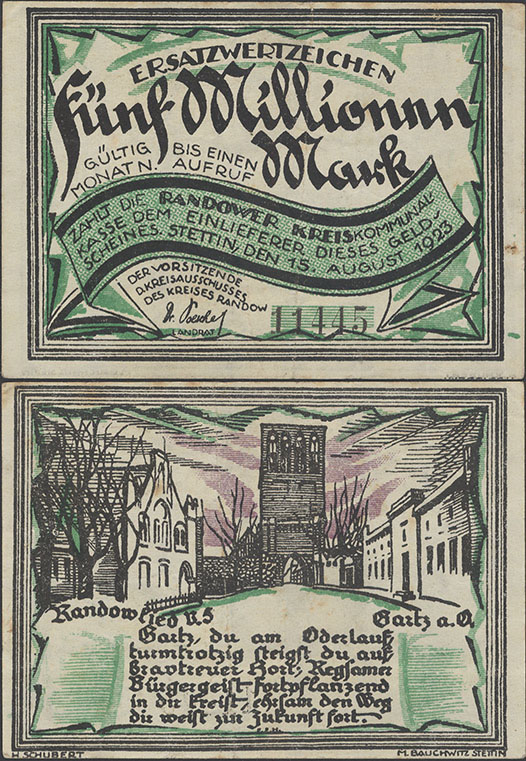 ERSATZWERTZEICHEN
Fünf Millionen
GÜLTIG BIS EINEN Mark
MONAT N. AUFRUF
ZAHLT DIE RANDOWER KREISKOMMUNAL
KASSE DEM EINLIEFERER DIESES GELD,
SCHEINES. STETTIN, DEN 15. AUGUST 1923
DER VORSITZENDE
D. KREISAUSSCHUSSES
DES KREISES RANDOW
LANDRAT
11445
Randow lied V.5
Gartz a.O.
Gartz, du am Oderlauf,
turmtrotzig steigst du auf
Bravtreuer Hort: Regsamer
Bürgergeist fortpflanzend
in dir kreist ehrsam den Weg
dir weist zur Zukunft fort.
H. SCHUBERT
M. BAUCHWITZ STETTIN